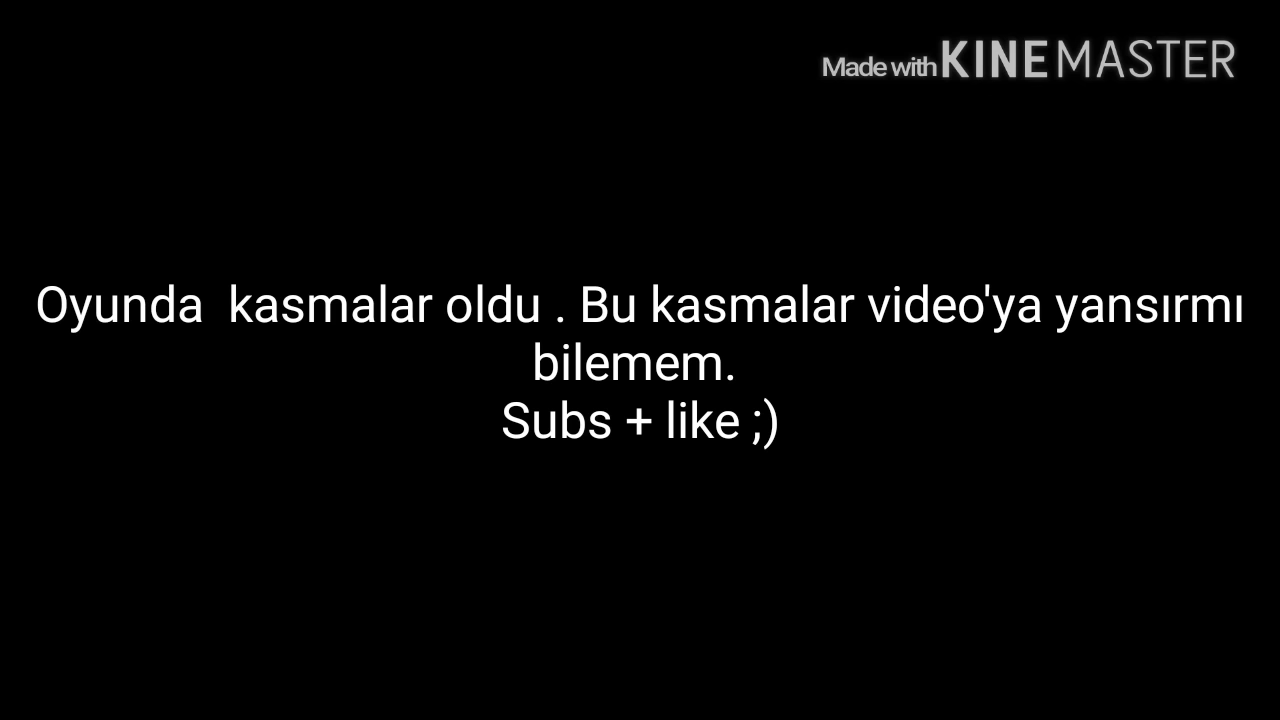 Made with KINEMASTER
Oyunda  kasmalar oldu . Bu kasmalar video'ya yansırmı
bilemem.
Subs + like ;)